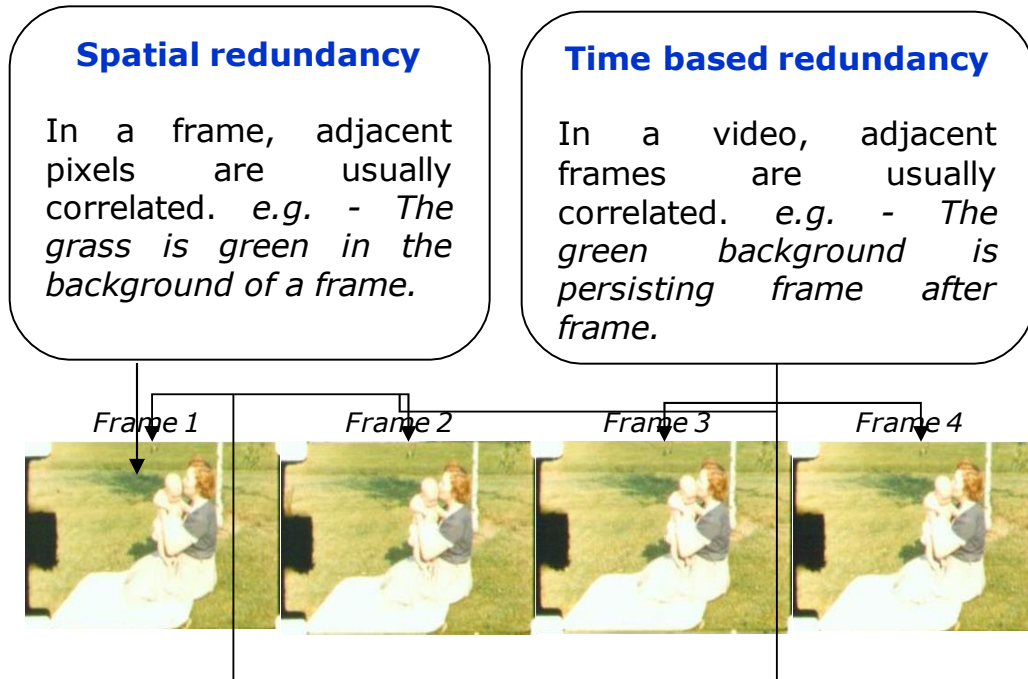 Spatial redundancy
In a frame, adjacent
pixels are usually
correlated. e.g. - The
grass is green in the
background of a frame.
Time based redundancy
In a video, adjacent
frames are usually
correlated. e.g. - The
green background is
persisting frame after
frame.
Frame 1
Frame 2
Frame 3
Frame 4